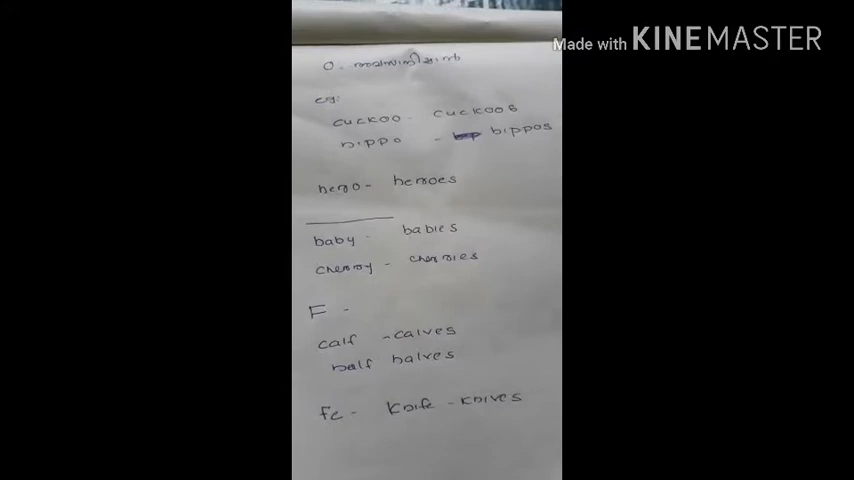 Made with KINEMASTER
O.
eg:
cuckoo - cuckoos
hippo - hippos
hero - heroes
baby - babies
cherry - cherries
F -
calf - calves
half halves
fe - Knife - knives